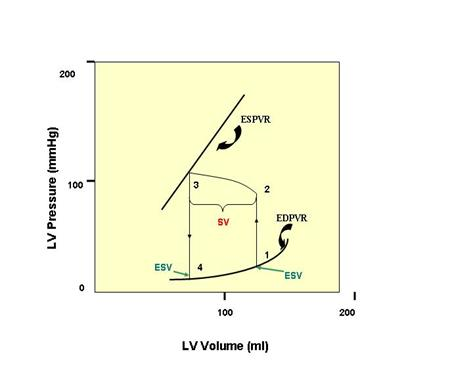 200
ESPVR
LV Pressure (mmHg)
100
3
2
SV
EDPVR
1
ESV
4
ESV
0
100
200
LV Volume (ml)